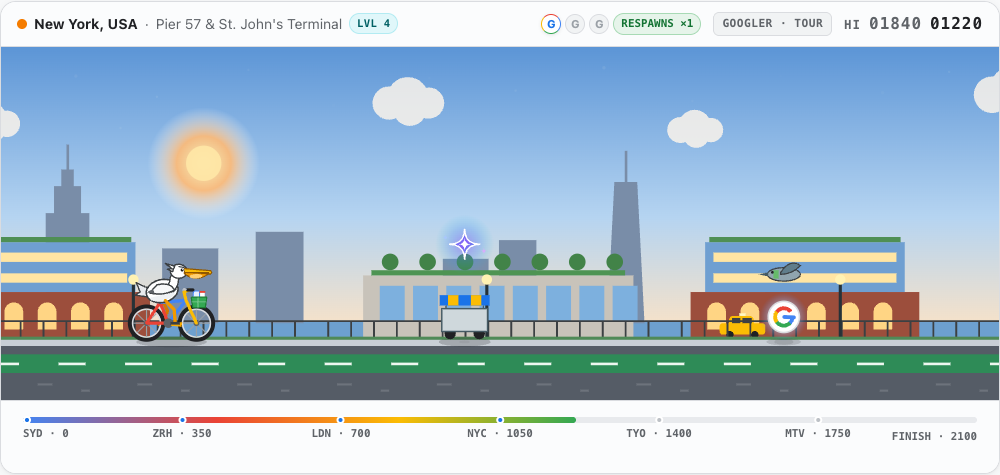 New York, USA · Pier 57 & St. John's Terminal LVL 4
G G G RESPAWNS ×1 GOOGLER · TOUR HI 01840 01220
G
SYD · 0 ZRH · 350 LDN · 700 NYC · 1050 TYO · 1400 MTV · 1750 FINISH · 2100